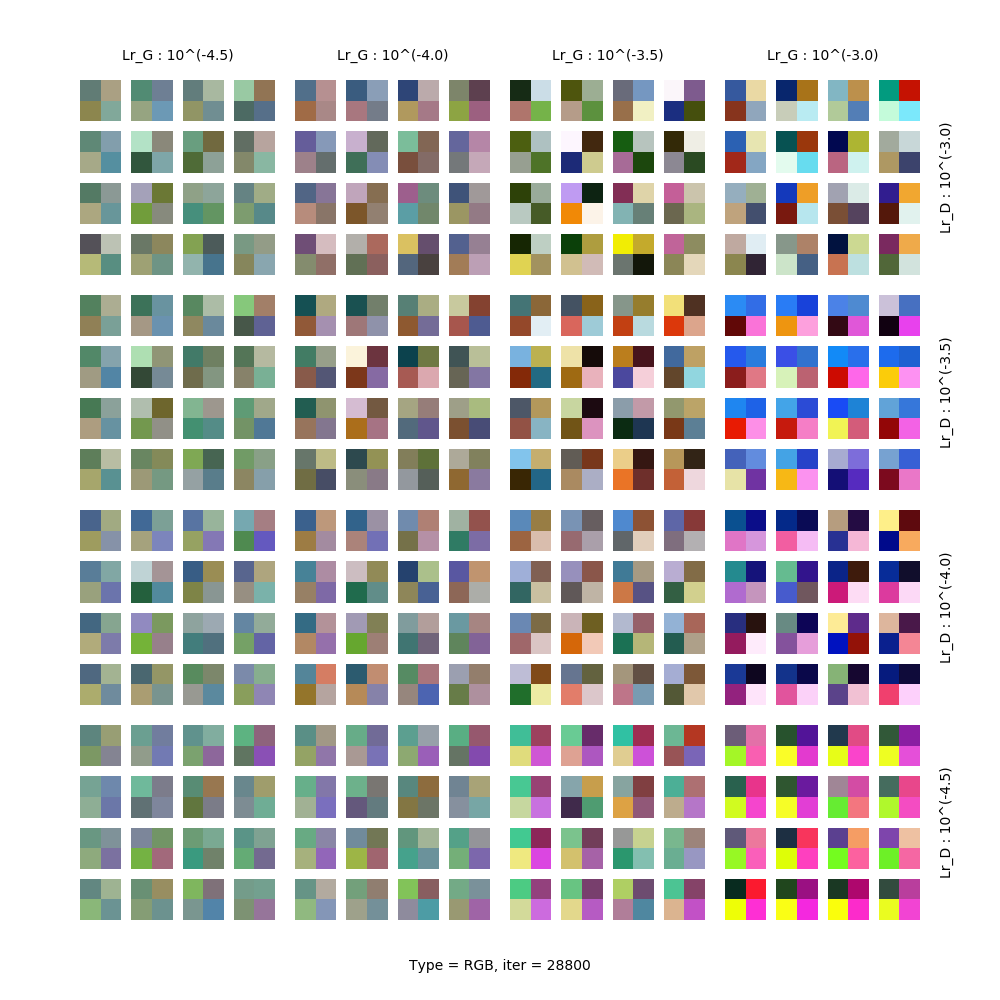 Lr_G : 10^(-4.5)
Lr_G : 10^(-4.0)
Lr_G : 10^(-3.5)
Lr_G : 10^(-3.0)
Lr_D : 10^(-3.0)
Lr_D : 10^(-3.5)
Lr_D : 10^(-4.0)
Lr_D : 10^(-4.5)
Type = RGB, iter = 28800